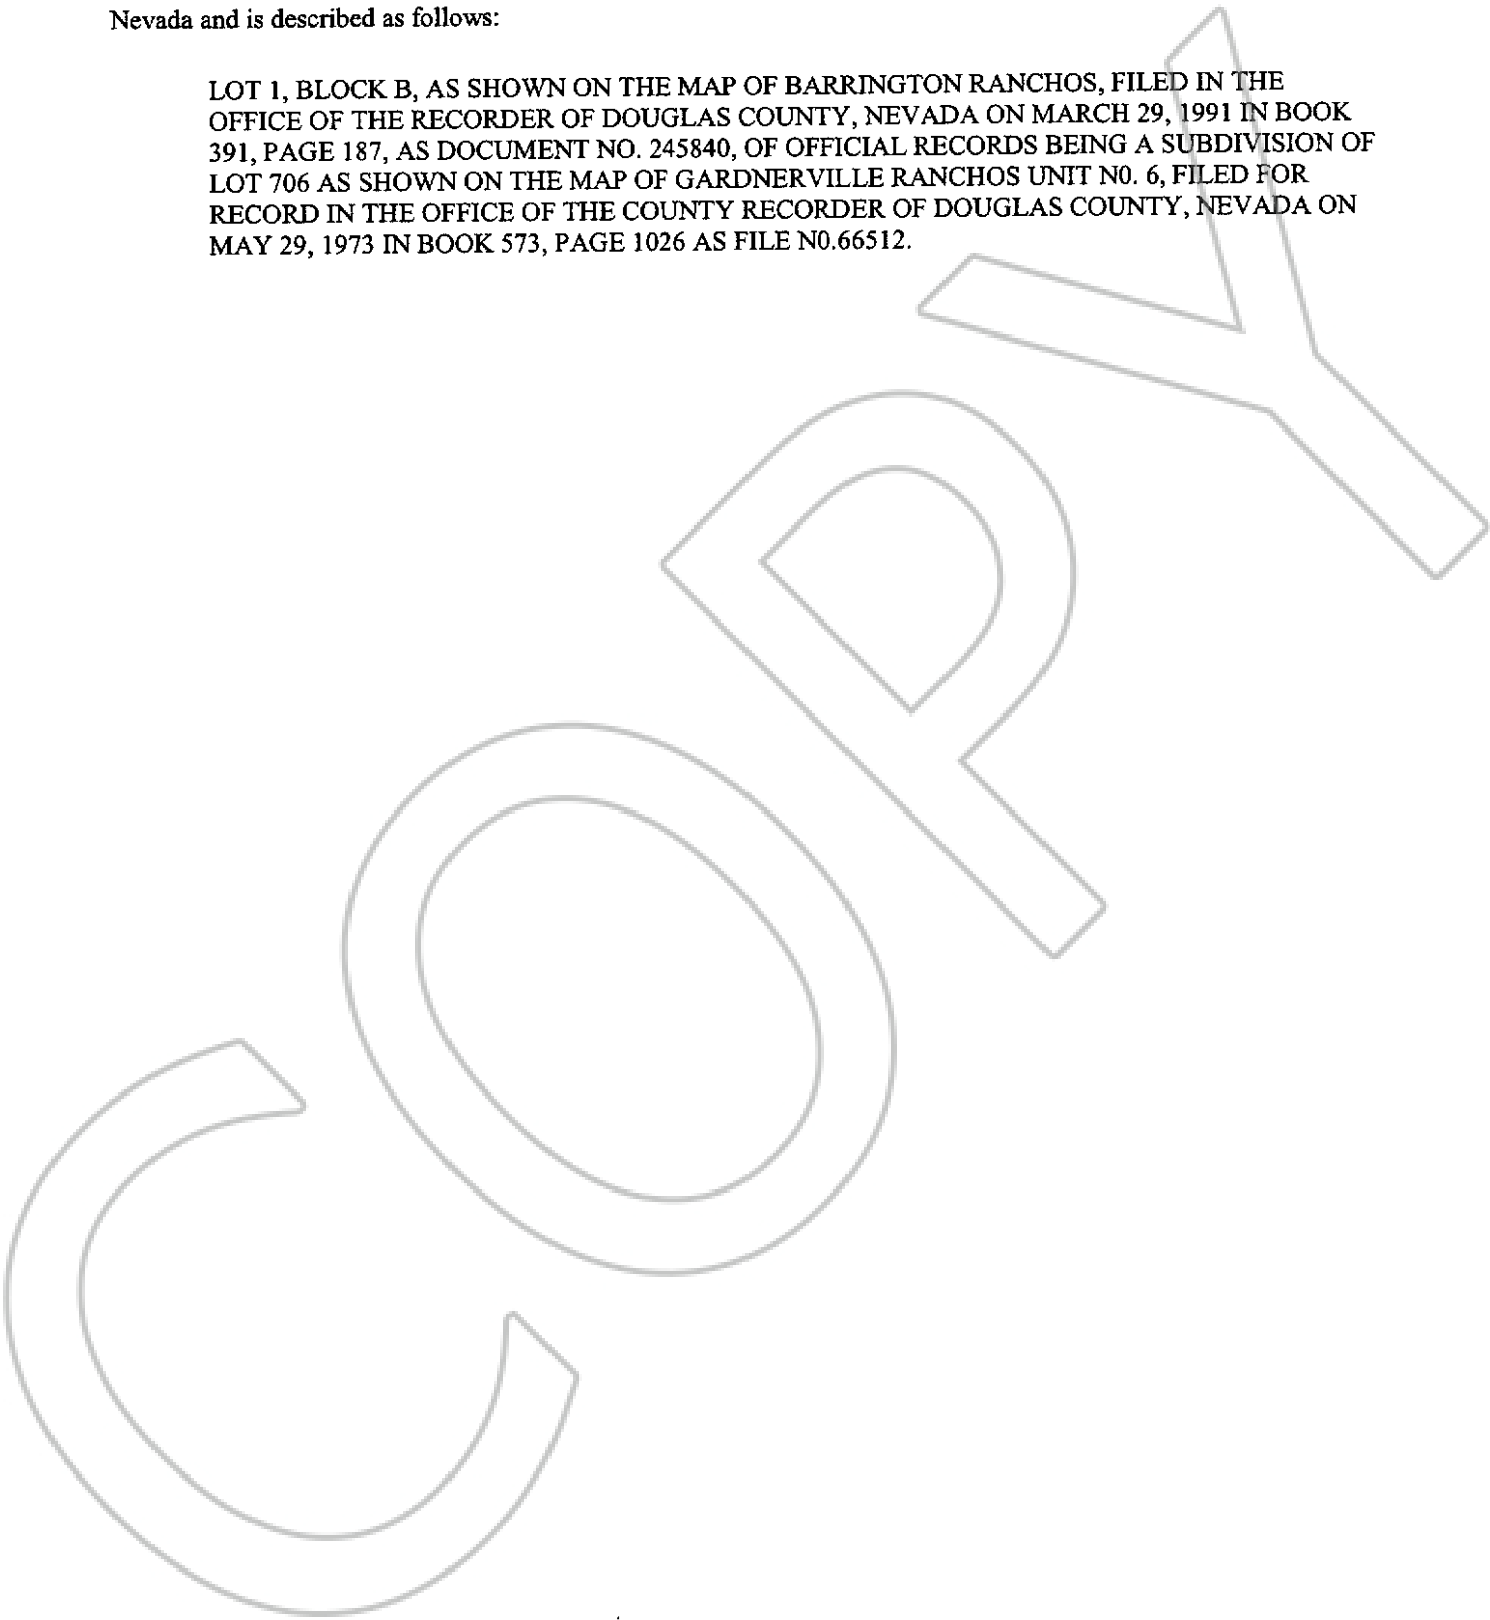 Nevada and is described as follows:
LOT 1, BLOCK B, AS SHOWN ON THE MAP OF BARRINGTON RANCHOS, FILED IN THE
OFFICE OF THE RECORDER OF DOUGLAS COUNTY, NEVADA ON MARCH 29, 1991 IN BOOK
391, PAGE 187, AS DOCUMENT NO. 245840, OF OFFICIAL RECORDS BEING A SUBDIVISION OF
LOT 706 AS SHOWN ON THE MAP OF GARDNERVILLE RANCHOS UNIT N0. 6, FILED FOR
RECORD IN THE OFFICE OF THE COUNTY RECORDER OF DOUGLAS COUNTY, NEVADA ON
MAY 29, 1973 IN BOOK 573, PAGE 1026 AS FILE N0.66512.
COPY